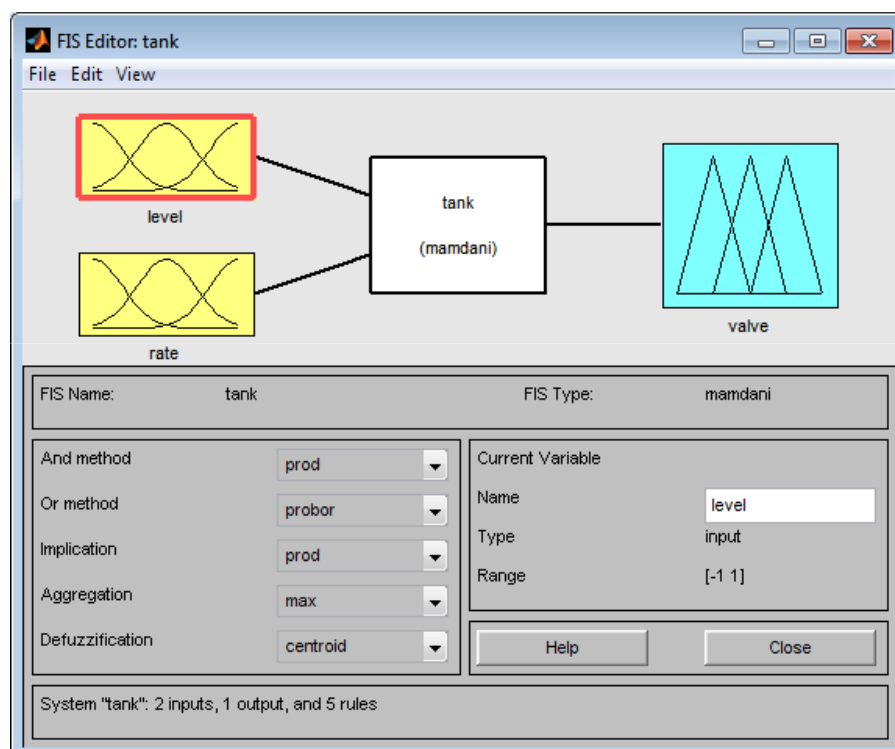 FIS Editor: tank
File Edit View
level
rate
tank
(mamdani)
valve
FIS Name: tank FIS Type: mamdani
And method prod
Or method probor
Implication prod
Aggregation max
Defuzzification centroid
Current Variable
Name level
Type input
Range [-1 1]
Help Close
System "tank": 2 inputs, 1 output, and 5 rules